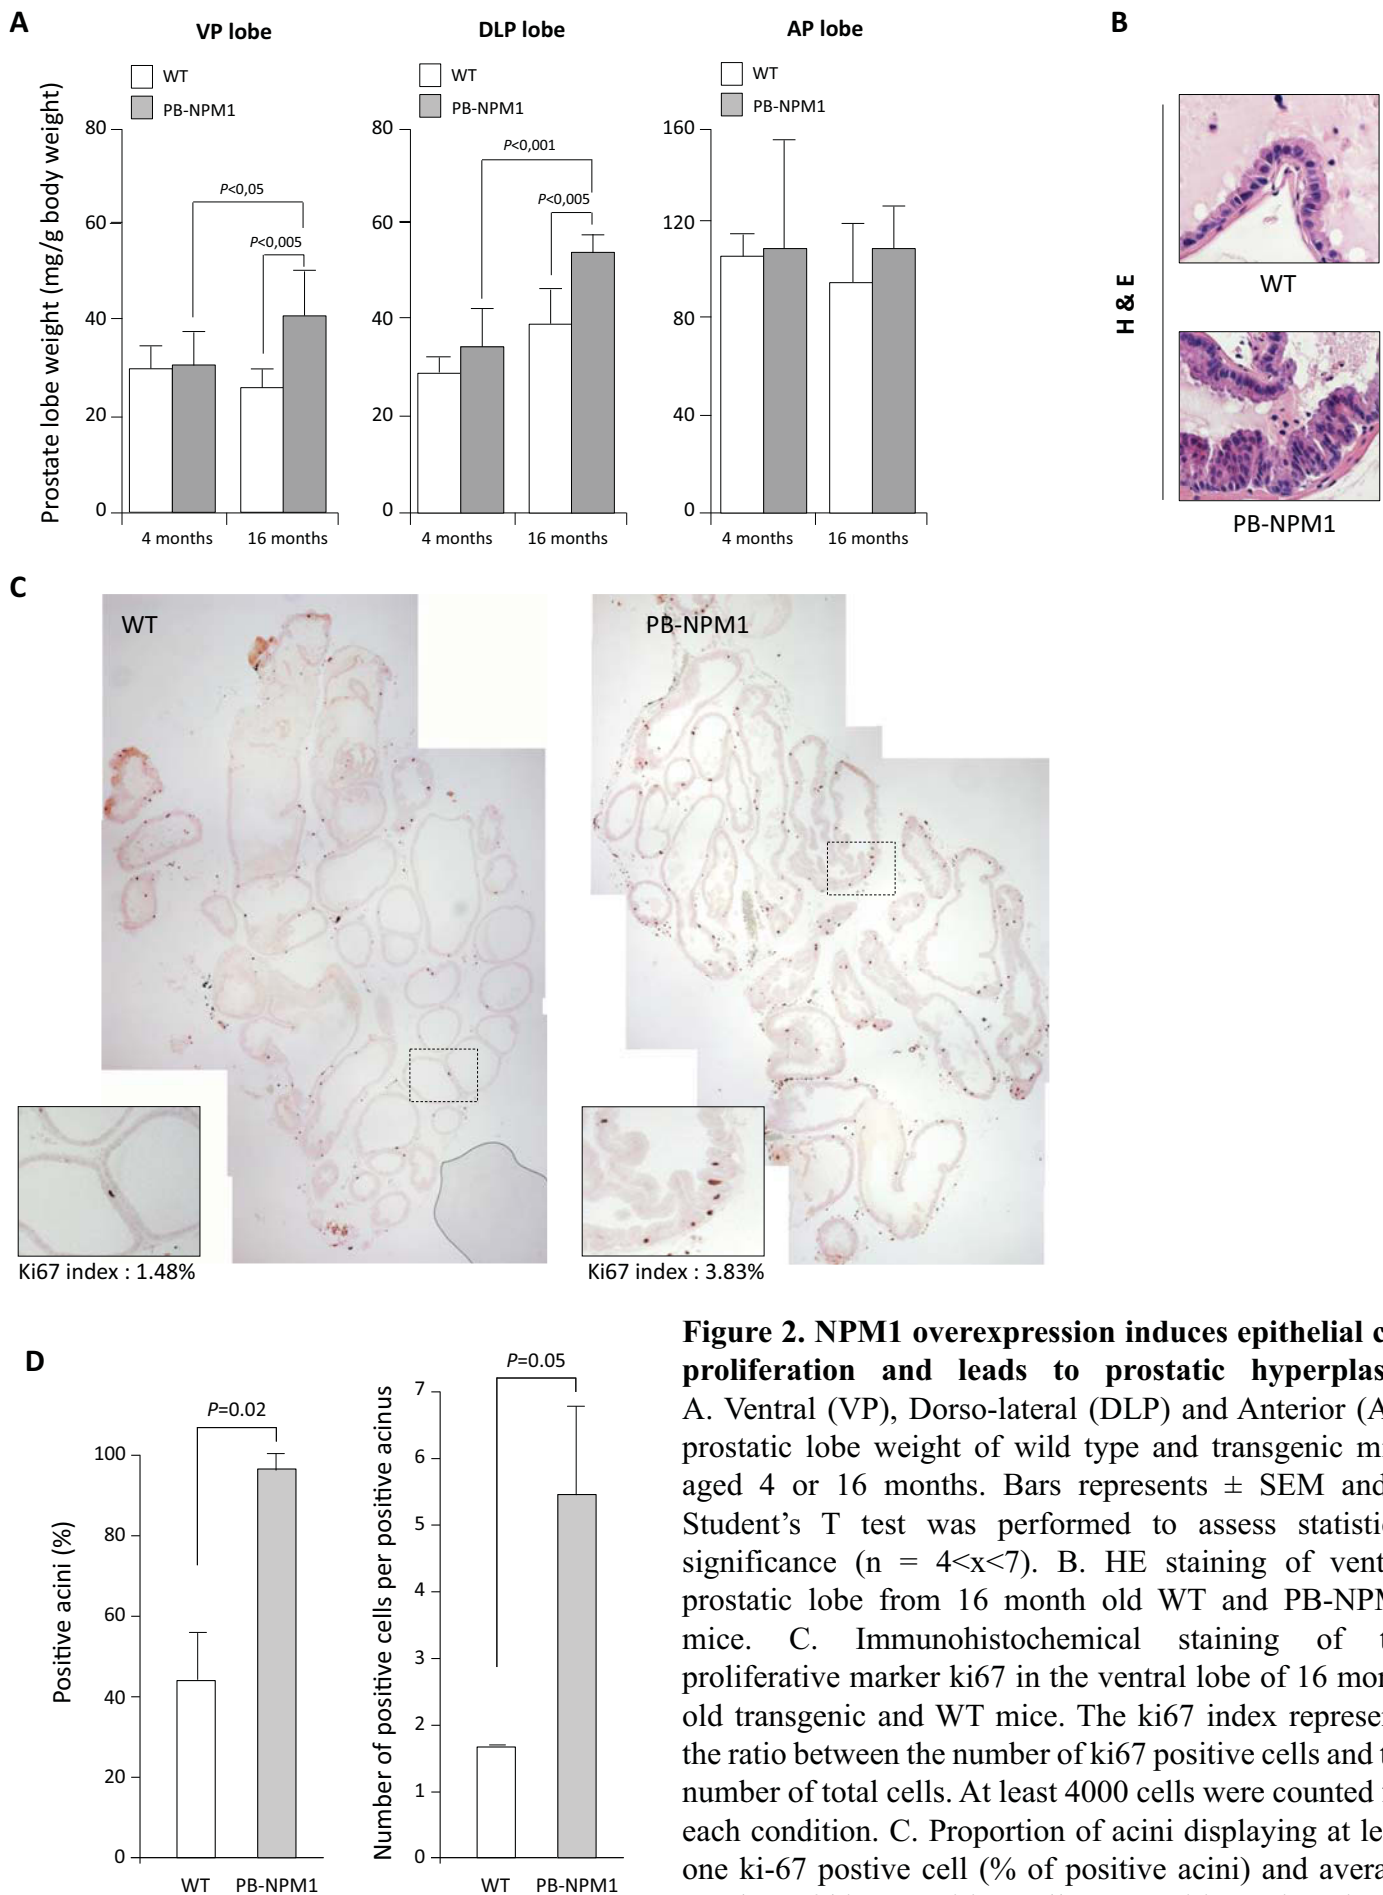 A
VP lobe
DLP lobe
AP lobe
B
WT
PB-NPM1
WT
PB-NPM1
WT
PB-NPM1
Prostate lobe weight (mg/g body weight)
80
60
40
20
0
P<0,05
P<0,005
4 months
16 months
80
60
40
20
0
P<0,001
P<0,005
4 months
16 months
160
120
80
40
0
4 months
16 months
H & E
WT
PB-NPM1
C
WT
PB-NPM1
Ki67 index : 1.48%
Ki67 index : 3.83%
D
Positive acini (%)
100
80
60
40
20
0
P=0.02
WT
PB-NPM1
Number of positive cells per positive acinus
7
6
5
4
3
2
1
0
P=0.05
WT
PB-NPM1
Figure 2. NPM1 overexpression induces epithelial
proliferation and leads to prostatic
A. Ventral (VP), Dorso-lateral (DLP) and Anterior
prostatic lobe weight of wild type and transgenic
aged 4 or 16 months. Bars represents ± SEM and
Student's T test was performed to assess
significance (n = 4<x<7). B. HE staining of
prostatic lobe from 16 month old WT and
mice. C. Immunohistochemical staining of
proliferative marker ki67 in the ventral lobe of 16
old transgenic and WT mice. The ki67 index
the ratio between the number of ki67 positive cells and
number of total cells. At least 4000 cells were counted
each condition. C. Proportion of acini displaying at
one ki-67 postive cell (% of positive acini) and